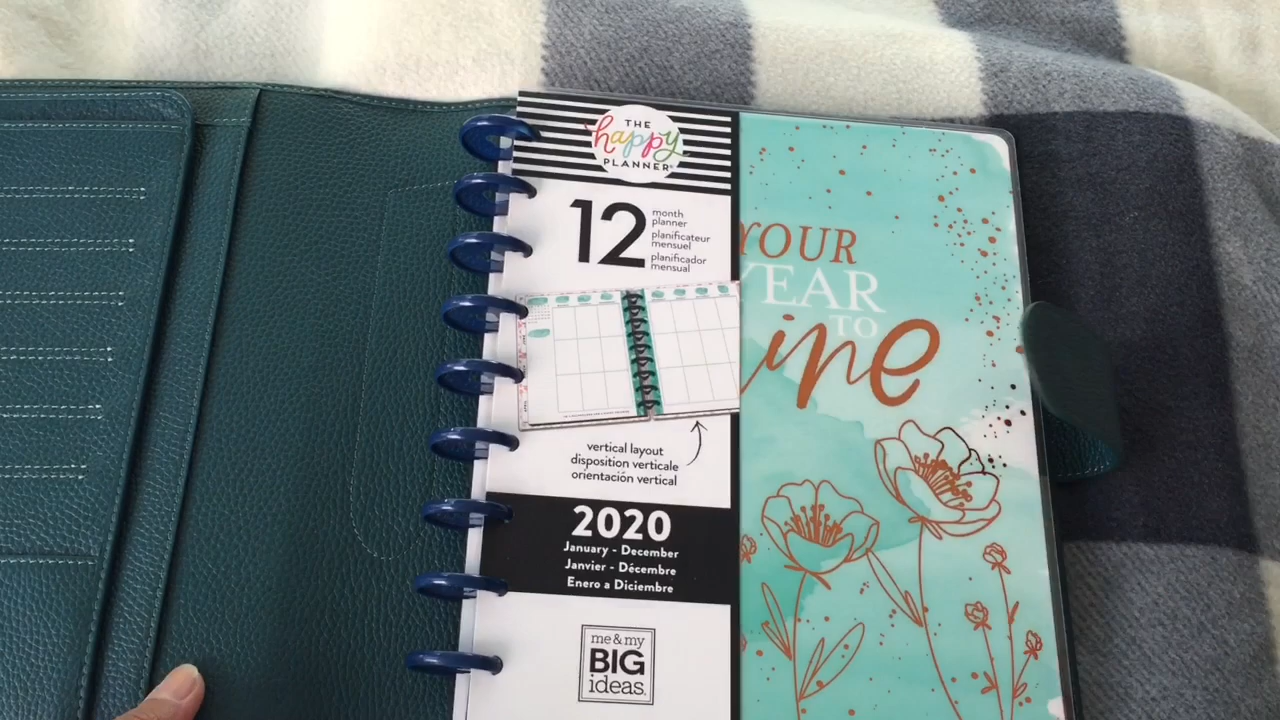 THE
happy
PLANNER
12
month
planner
planificateur
mensuel
planificador
mensual
vertical layout
disposition verticale
orientación vertical
2020
January - December
Janvier - Décembre
Enero a Diciembre
me & my
BIG
ideas.
YOUR
YEAR
TO
ine